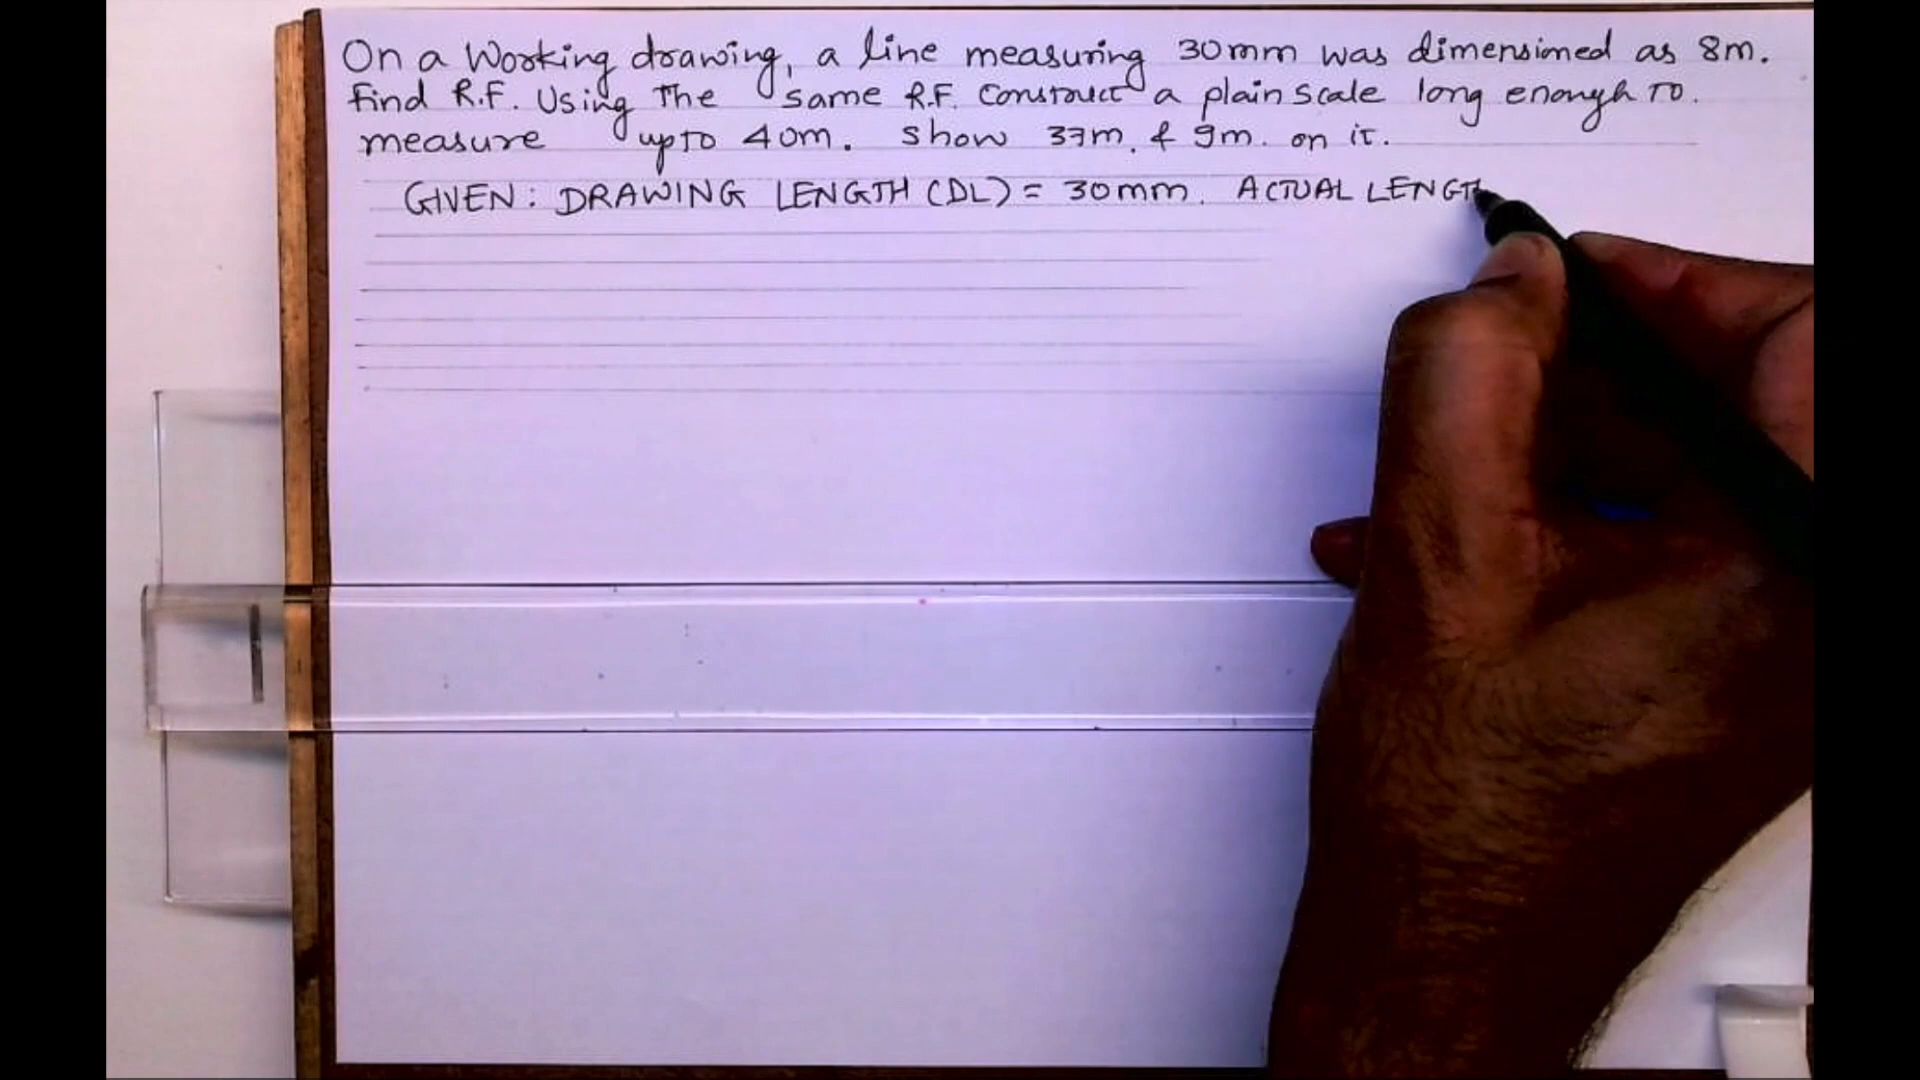 On a Working drawing, a line measuring 30mm was dimensioned as 8m.
find R.F. Using The same R.F. Construct a plain scale long enough To.
measure upto 40m. Show 37m. & 9m. on it.
GIVEN: DRAWING LENGTH (DL) = 30mm. ACTUAL LENGTH